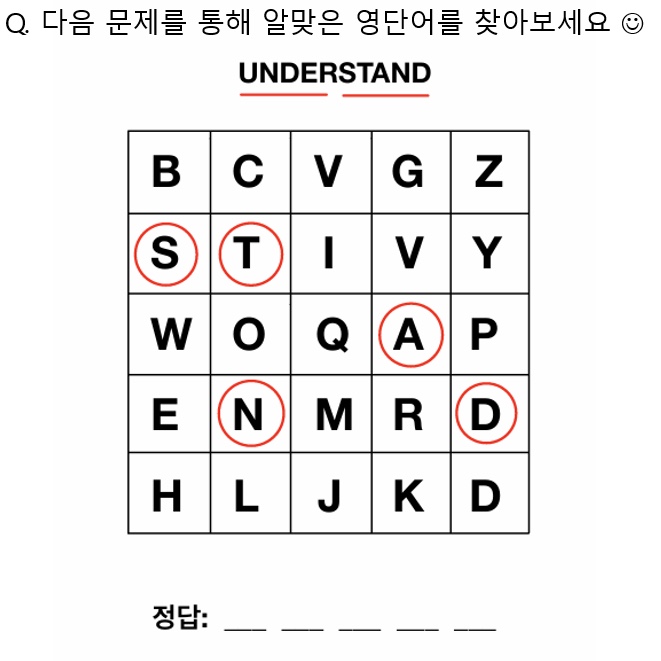 Q. 다음 문제를 통해 알맞은 영단어를 찾아보세요 ☺
UNDERSTAND
B C V G Z
S T I V Y
W O Q A P
E N M R D
H L J K D
정답: ___ ___ ___ ___ ___